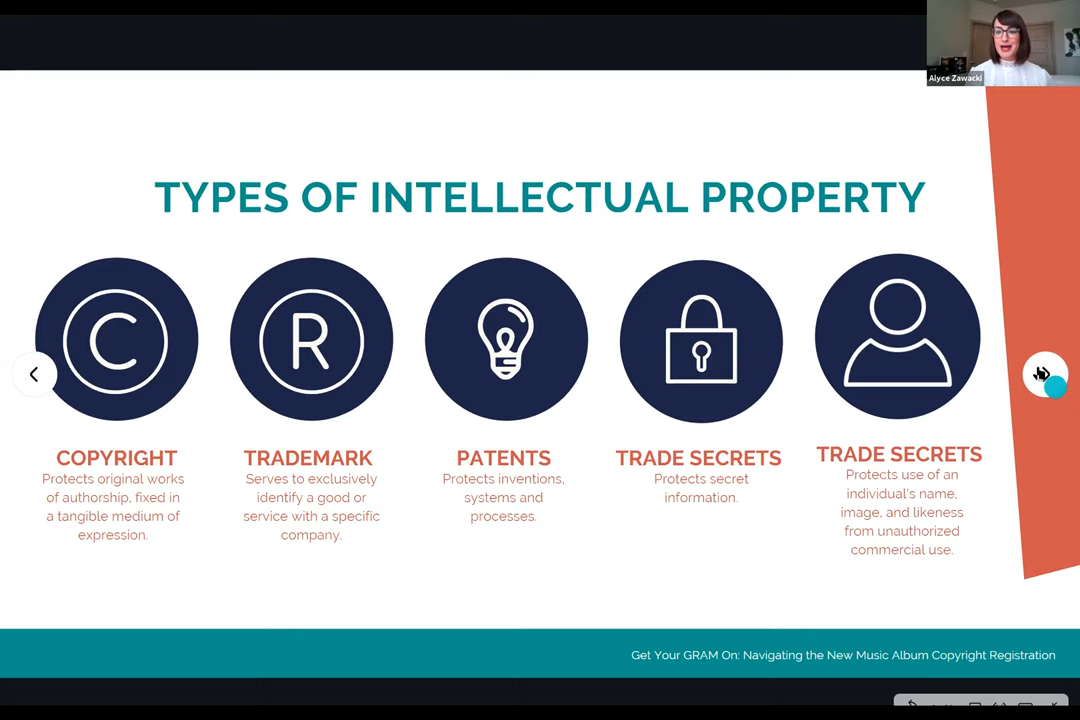 Alyce Zawacki
TYPES OF INTELLECTUAL PROPERTY
C
R
COPYRIGHT
Protects original works
of authorship, fixed in
a tangible medium of
expression.
TRADEMARK
Serves to exclusively
identify a good or
service with a specific
company.
PATENTS
Protects inventions,
systems and
processes.
TRADE SECRETS
Protects secret
information.
TRADE SECRETS
Protects use of an
individual's name,
image, and likeness
from unauthorized
commercial use.
Get Your GRAM On: Navigating the New Music Album Copyright Registration